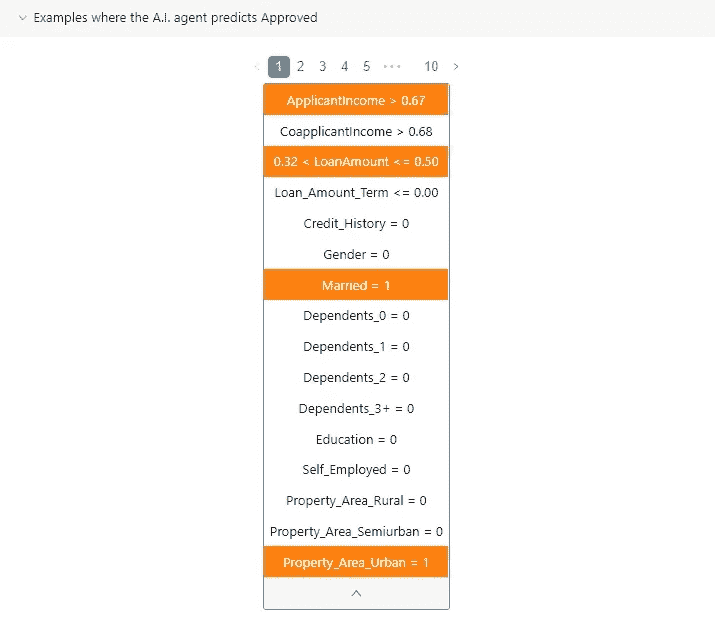 Examples where the A.I. agent predicts Approved
1 2 3 4 5 ••• 10
ApplicantIncome > 0.67
CoapplicantIncome > 0.68
0.32 < LoanAmount <= 0.50
Loan_Amount_Term <= 0.00
Credit_History = 0
Gender = 0
Married = 1
Dependents_0 = 0
Dependents_1 = 0
Dependents_2 = 0
Dependents_3+ = 0
Education = 0
Self_Employed = 0
Property_Area_Rural = 0
Property_Area_Semiurban = 0
Property_Area_Urban = 1